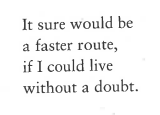 It sure would be
a faster route,
if I could live
without a doubt.